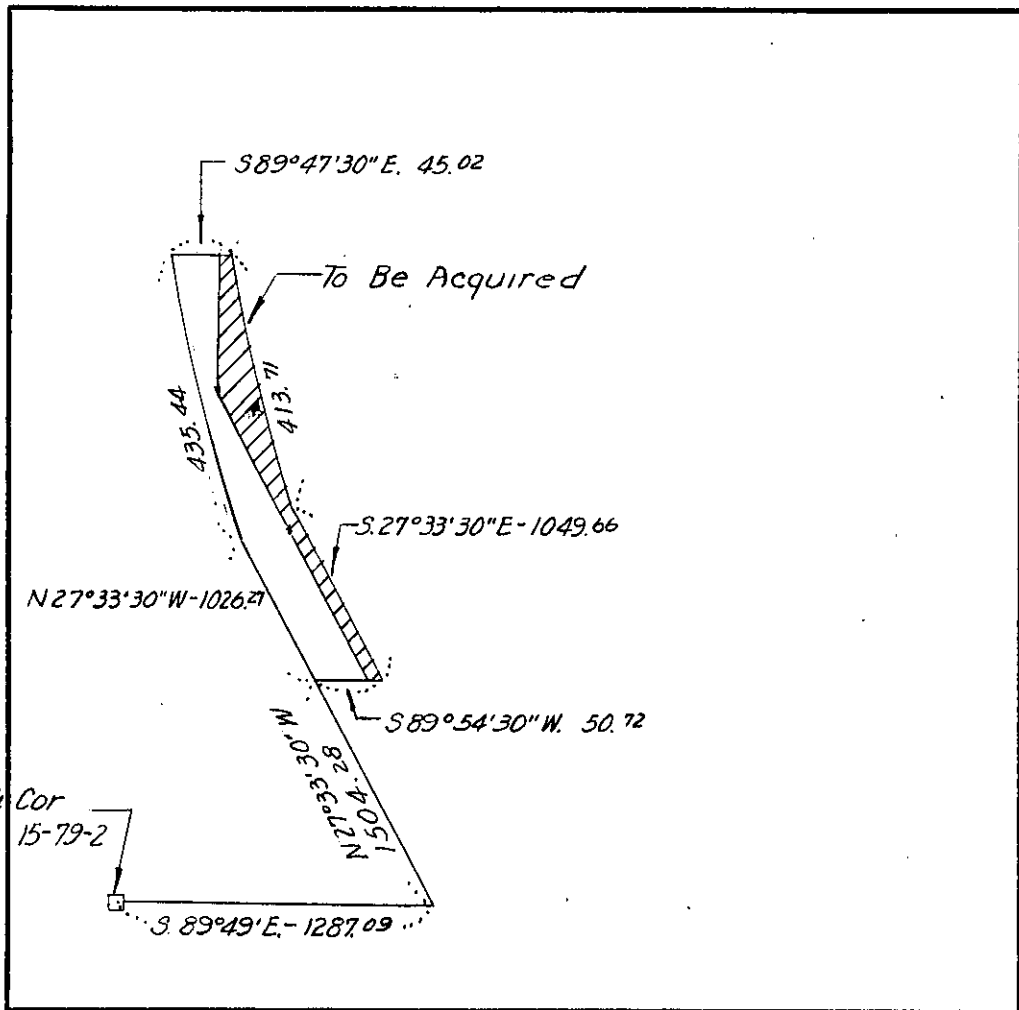 S89°47'30"E. 45.02
To Be Acquired
435.44
413.71
S.27°33'30"E-1049.66
N27°33'30"W-1026.27
S89°54'30"W. 50.72
N27°33'30"W
1504.28
Cor
15-79-2
S.89°49'E.-1287.09